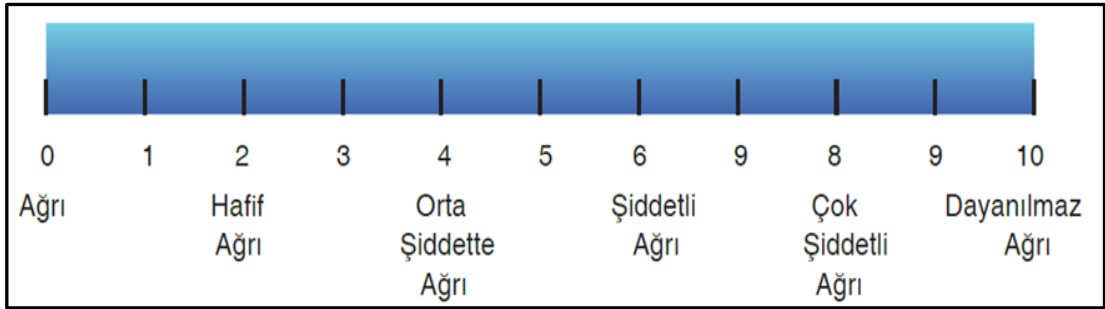 0 1 2 3 4 5 6 9 8 9 10
Ağrı Hafif Orta Şiddetli Çok Dayanılmaz
Ağrı Şiddette Ağrı Şiddetli Ağrı
Ağrı Ağrı